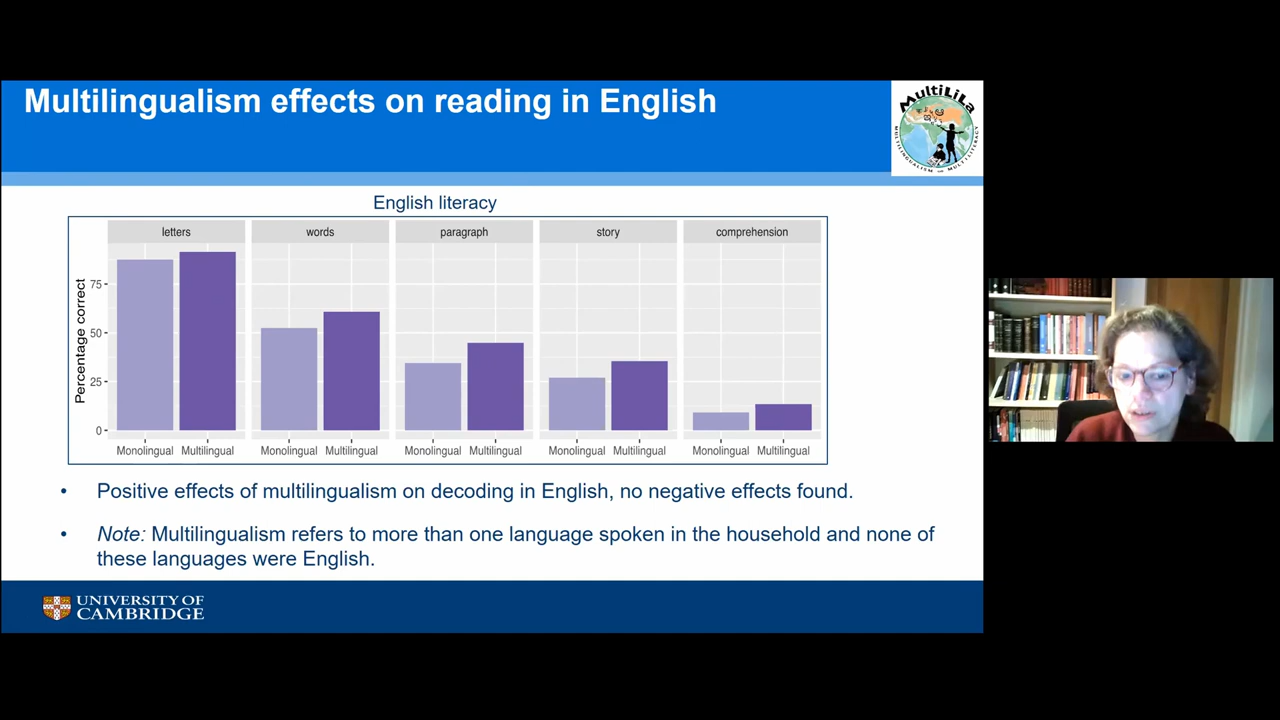 Multilingualism effects on reading in English
MultiLiLa
MULTILINGUALISM AND MULTILITERACY
English literacy
letters words paragraph story comprehension
Percentage correct
75
50
25
0
Monolingual Multilingual Monolingual Multilingual Monolingual Multilingual Monolingual Multilingual Monolingual Multilingual
• Positive effects of multilingualism on decoding in English, no negative effects found.
• Note: Multilingualism refers to more than one language spoken in the household and none of
these languages were English.
UNIVERSITY OF
CAMBRIDGE